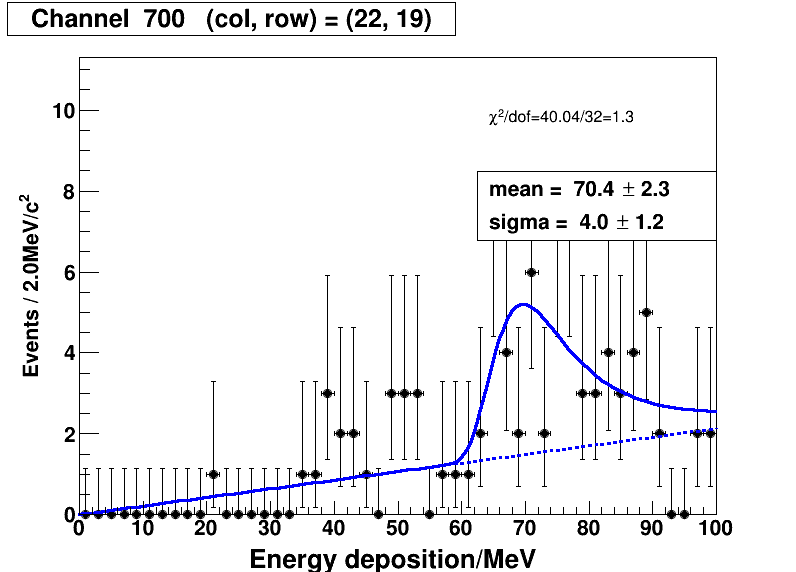 Channel 700 (col, row) = (22, 19)
χ²/dof=40.04/32=1.3
mean = 70.4 ± 2.3
sigma = 4.0 ± 1.2
Events / 2.0MeV/c²
10
8
6
4
2
0
0 10 20 30 40 50 60 70 80 90 100
Energy deposition/MeV